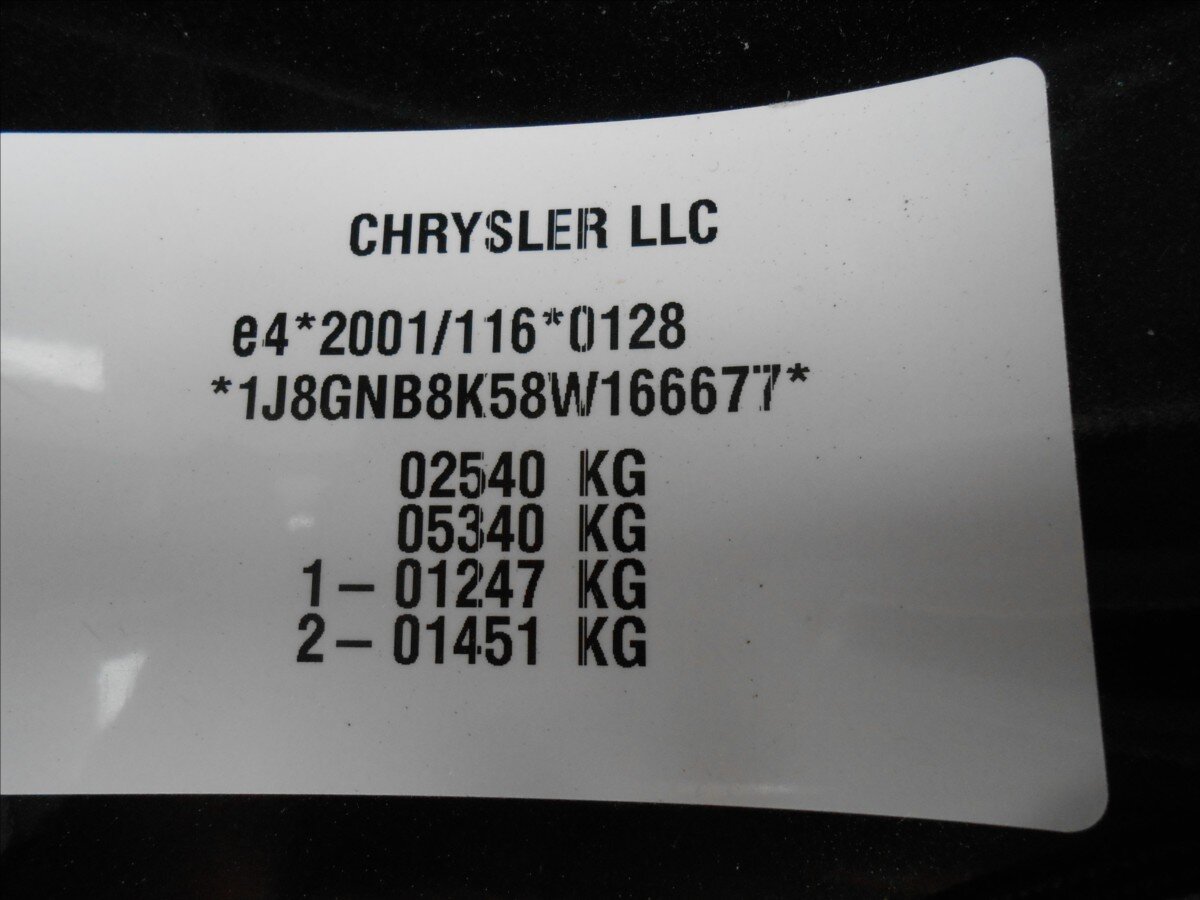 CHRYSLER LLC
e4*2001/116*0128
*1J8GNB8K58W166677*
02540 KG
05340 KG
1– 01247 KG
2– 01451 KG